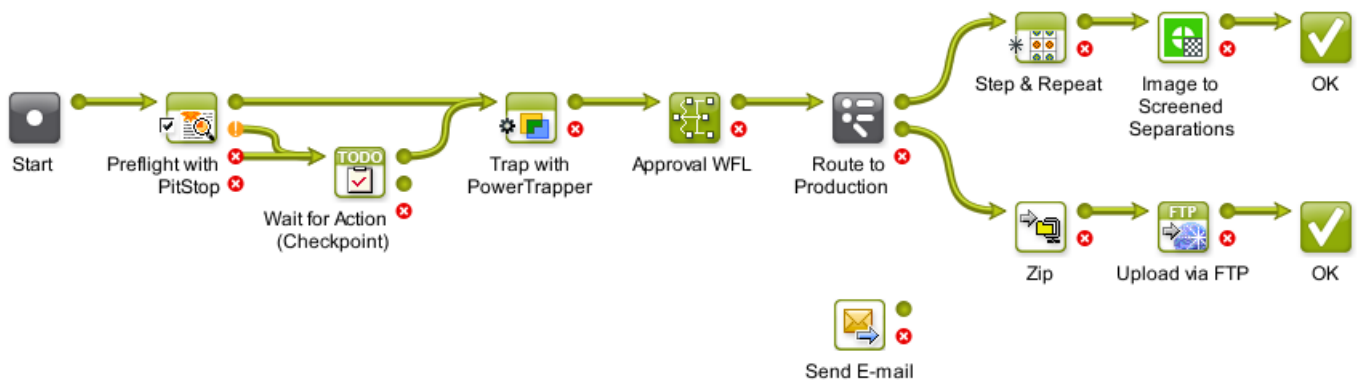 Start
Preflight with
PitStop
TODO
Wait for Action
(Checkpoint)
Trap with
PowerTrapper
Approval WFL
Route to
Production
Step & Repeat
Image to
Screened
Separations
OK
Zip
FTP
Upload via FTP
OK
Send E-mail